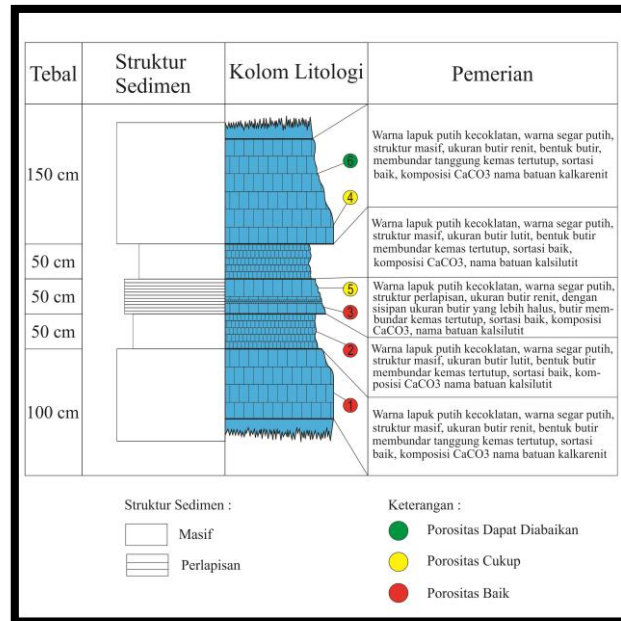 Tebal
Struktur
Sedimen
Kolom Litologi
Pemerian
150 cm
6
4
Warna lapuk putih kecoklatan, warna segar putih,
struktur masif, ukuran butir renit, bentuk butir,
membundar tanggung kemas tertutup, sortasi
baik, komposisi CaCO3 nama batuan kalkarenit
50 cm
Warna lapuk putih kecoklatan, warna segar putih,
struktur masif, ukuran butir lutit, bentuk butir
membundar kemas tertutup, sortasi baik,
komposisi CaCO3, nama batuan kalsilutit
50 cm
5
3
Warna lapuk putih kecoklatan, warna segar putih,
struktur perlapisan, ukuran butir renit, dengan
sisipan ukuran butir yang lebih halus, butir mem-
bundar kemas tertutup, sortasi baik, komposisi
CaCO3, nama batuan kalsilutit
50 cm
2
Warna lapuk putih kecoklatan, warna segar putih,
struktur masif, ukuran butir lutit, bentuk butir
membundar kemas tertutup, sortasi baik, kom-
posisi CaCO3 nama batuan kalsilutit
100 cm
1
Warna lapuk putih kecoklatan, warna segar putih,
struktur masif, ukuran butir renit, bentuk butir
membundar tanggung kemas tertutup, sortasi
baik, komposisi CaCO3 nama batuan kalkarenit
Struktur Sedimen :
Masif
Perlapisan
Keterangan :
Porositas Dapat Diabaikan
Porositas Cukup
Porositas Baik